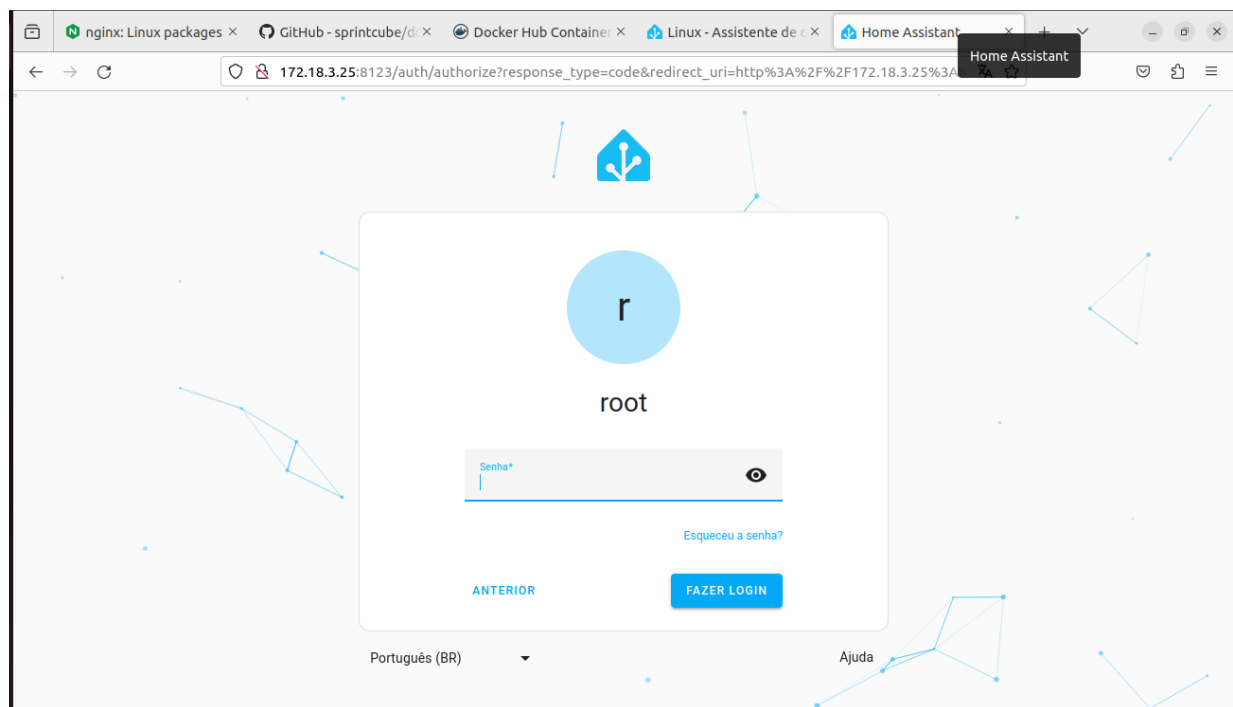 nginx: Linux packages
GitHub - sprintcube/do
Docker Hub Container
Linux - Assistente de c
Home Assistant
172.18.3.25:8123/auth/authorize?response_type=code&redirect_uri=http%3A%2F%2F172.18.3.25%3A
Home Assistant
r
root
Senha*
Esqueceu a senha?
ANTERIOR
FAZER LOGIN
Português (BR)
Ajuda